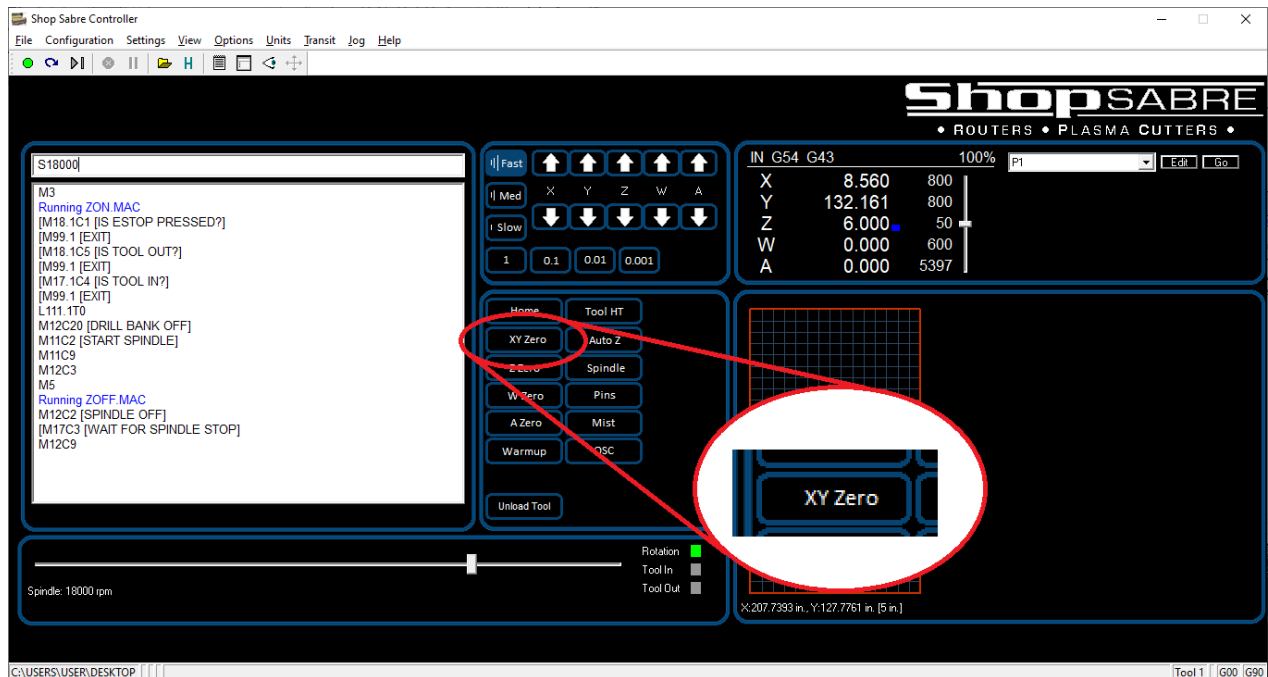 Shop Sabre Controller
File Configuration Settings View Options Units Transit Jog Help
H
ShopSABRE
• ROUTERS • PLASMA CUTTERS •
S18000
M3
Running ZON.MAC
[M18.1C1 [IS ESTOP PRESSED?]
[M99.1 [EXIT]
[M18.1C5 [IS TOOL OUT?]
[M99.1 [EXIT]
[M17.1C4 [IS TOOL IN?]
[M99.1 [EXIT]
L111.1T0
M12C20 [DRILL BANK OFF]
M11C2 [START SPINDLE]
M11C9
M12C3
M5
Running ZOFF.MAC
M12C2 [SPINDLE OFF]
[M17C3 [WAIT FOR SPINDLE STOP]
M12C9
Fast
Med X Y Z W A
Slow
1 0.1 0.01 0.001
IN G54 G43 100% P1 Edit Go
X 8.560 800
Y 132.161 800
Z 6.000 50
W 0.000 600
A 0.000 5397
Home Tool HT
XY Zero Auto Z
Z Zero Spindle
W Zero Pins
A Zero Mist
Warmup OSC
Unload Tool
XY Zero
X:207.7393 in., Y:127.7761 in. [5 in.]
Rotation
Tool In
Tool Out
Spindle: 18000 rpm
C:\USERS\USER\DESKTOP Tool 1 G00 G90